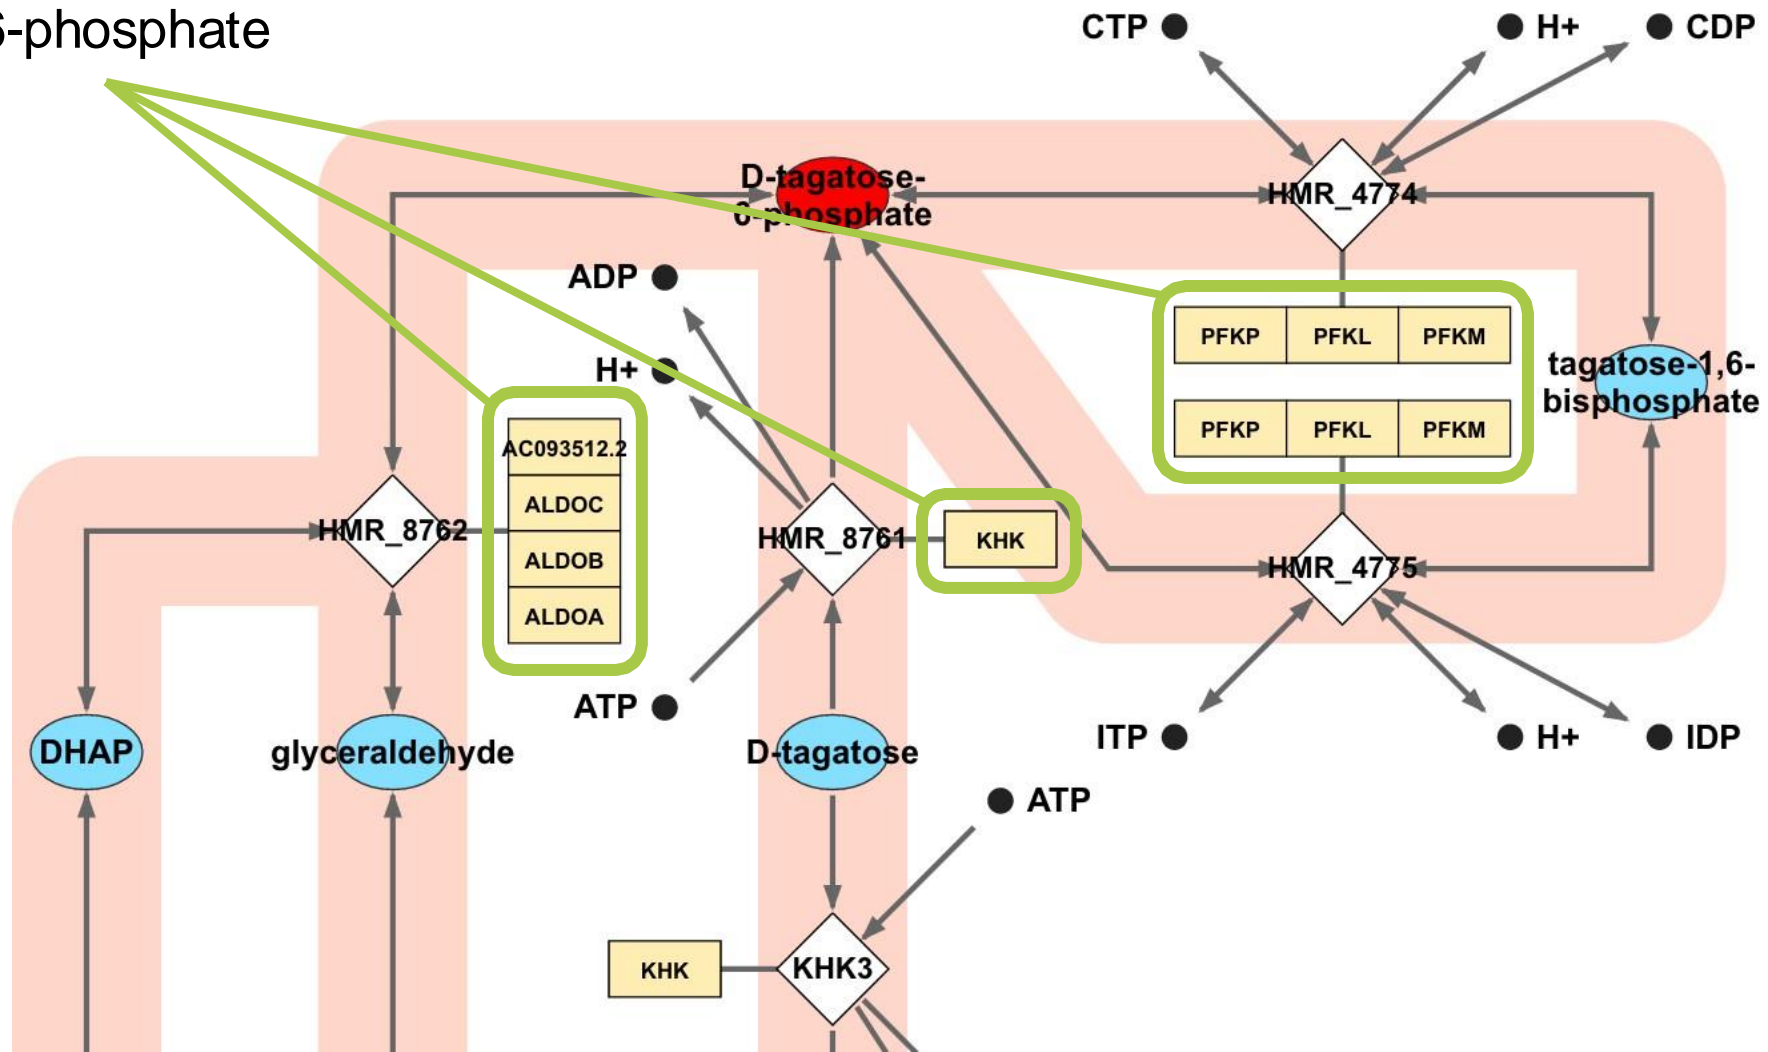 6-phosphate
CTP
H+
CDP
D-tagatose-
6-phosphate
HMR_4774
ADP
H+
PFKP PFKL PFKM
tagatose-1,6-
bisphosphate
PFKP PFKL PFKM
AC093512.2
ALDOC
ALDOB
ALDOA
HMR_8762
HMR_8761
KHK
HMR_4775
ATP
ITP
H+
IDP
DHAP
glyceraldehyde
D-tagatose
ATP
KHK
KHK3